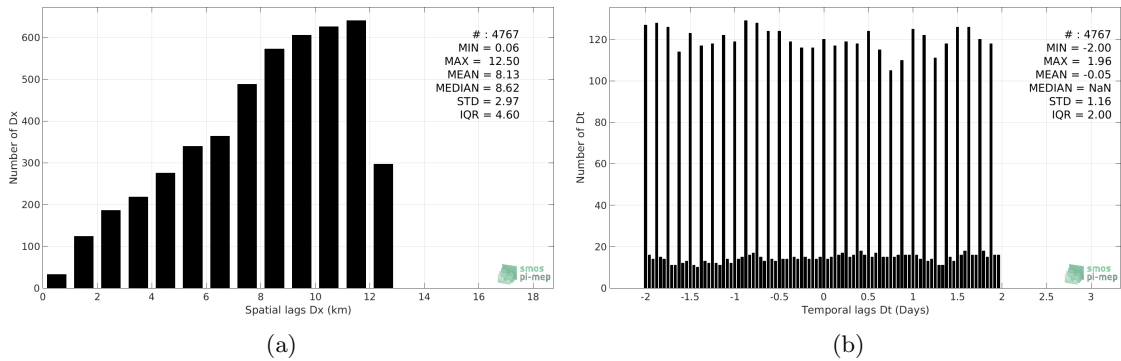 600
500
400
300
200
100
0
Number of Dx
0 2 4 6 8 10 12 14 16 18
Spatial lags Dx (km)
# : 4767
MIN = 0.06
MAX = 12.50
MEAN = 8.13
MEDIAN = 8.62
STD = 2.97
IQR = 4.60
smos
pi-mep
(a)
120
100
80
60
40
20
0
Number of Dt
-2 -1.5 -1 -0.5 0 0.5 1 1.5 2 2.5 3
Temporal lags Dt (Days)
# : 4767
MIN = -2.00
MAX = 1.96
MEAN = -0.05
MEDIAN = NaN
STD = 1.16
IQR = 2.00
smos
pi-mep
(b)